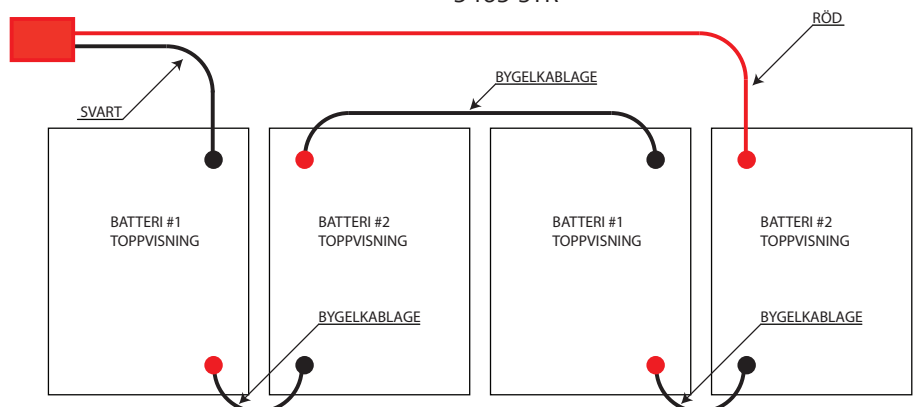 RÖD
BYGELKABLAGE
SVART
BATTERI #1
TOPPVISNING
BATTERI #2
TOPPVISNING
BATTERI #1
TOPPVISNING
BATTERI #2
TOPPVISNING
BYGELKABLAGE
BYGELKABLAGE